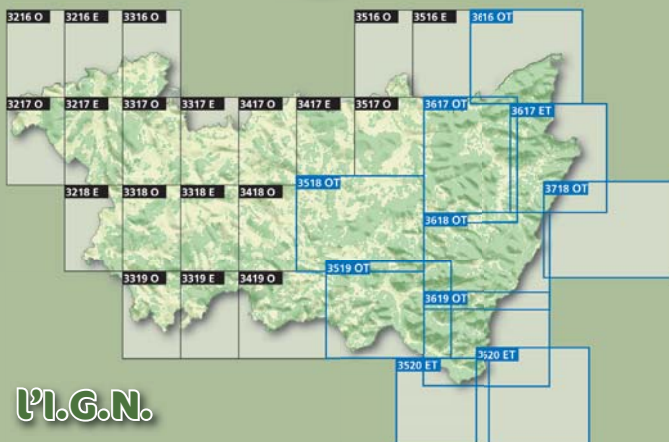 3216 O 3216 E 3316 O 3516 O 3516 E 3616 OT
3217 O 3217 E 3317 O 3317 E 3417 O 3417 E 3517 O 3617 OT
3617 ET
3518 OT
3218 E 3318 O 3318 E 3418 O 3718 OT
3618 OT
3519 OT
3319 O 3319 E 3419 O
3619 OT
3620 ET
3520 ET
l'I.G.N.